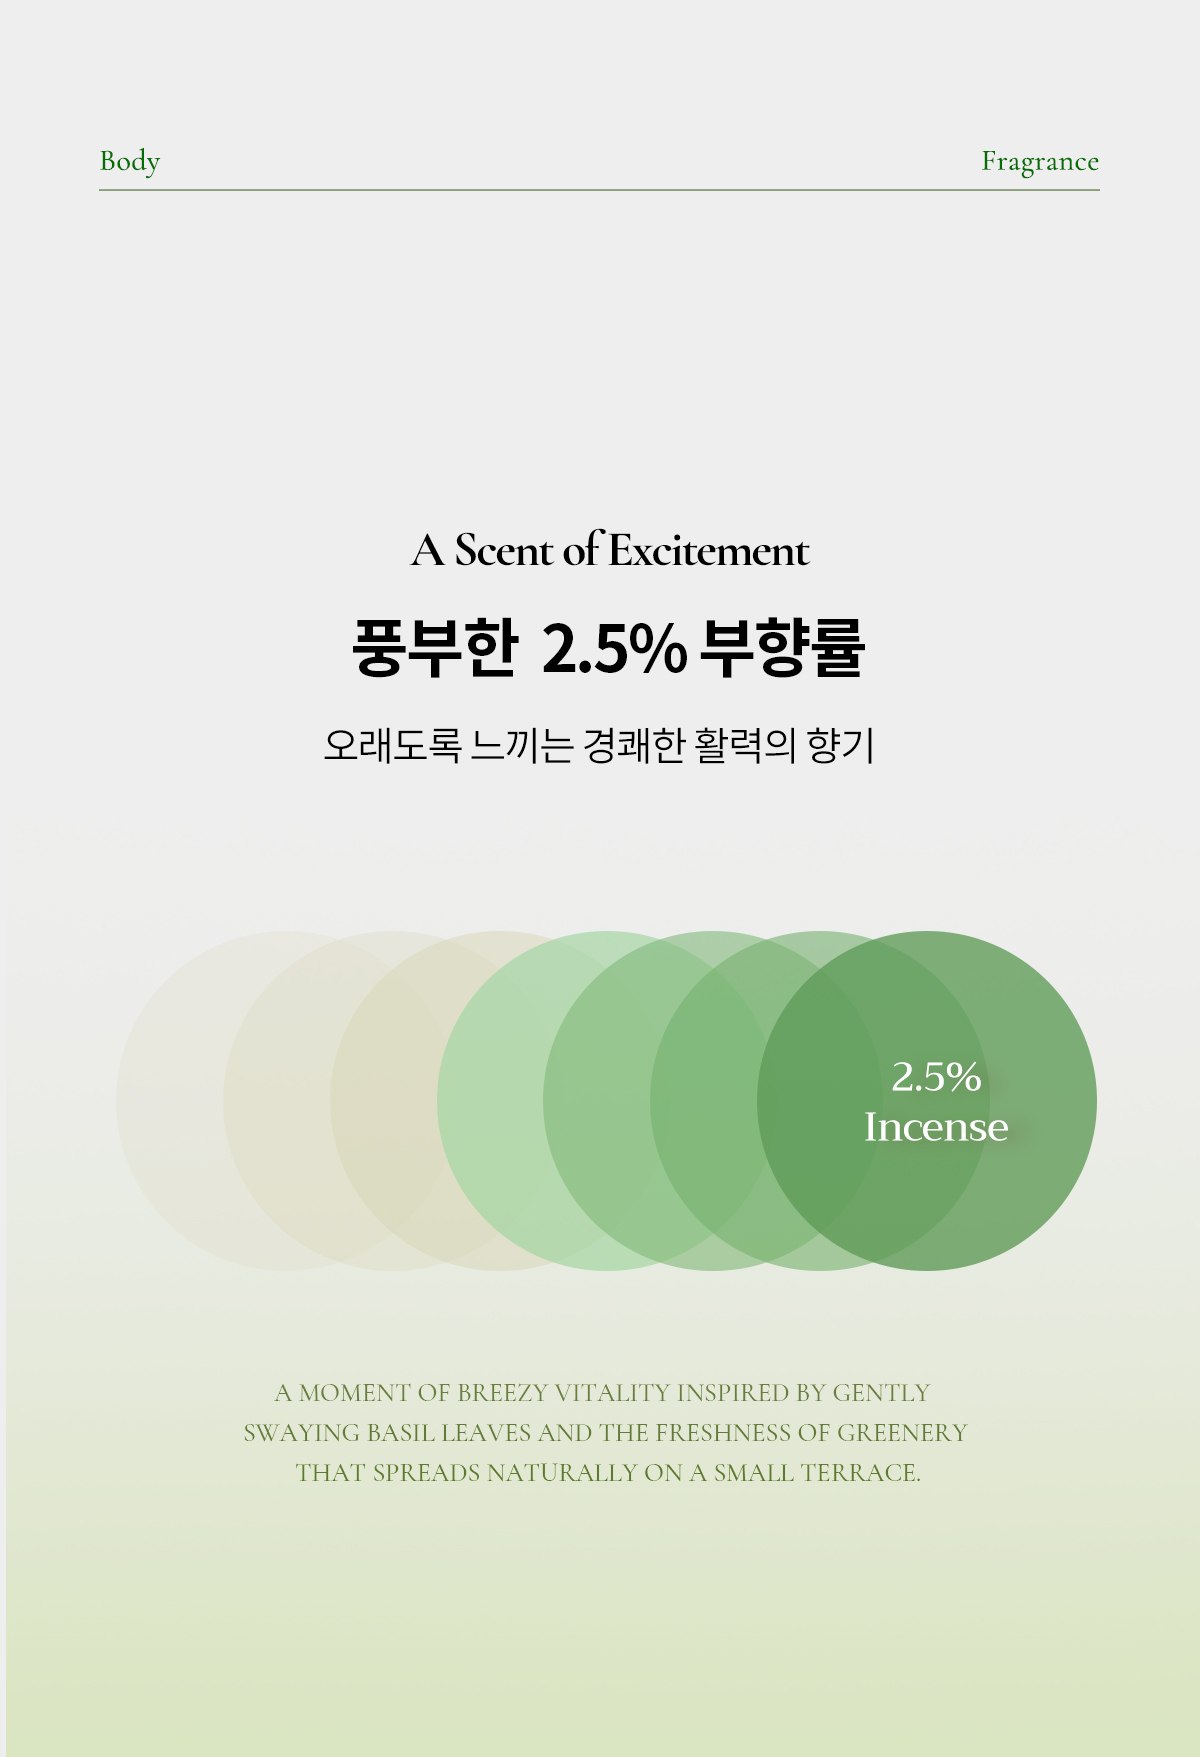 Body
Fragrance
A Scent of Excitement
풍부한 2.5% 부향률
오래도록 느끼는 경쾌한 활력의 향기
2.5%
Incense
A MOMENT OF BREEZY VITALITY INSPIRED BY GENTLY
SWAYING BASIL LEAVES AND THE FRESHNESS OF GREENERY
THAT SPREADS NATURALLY ON A SMALL TERRACE.